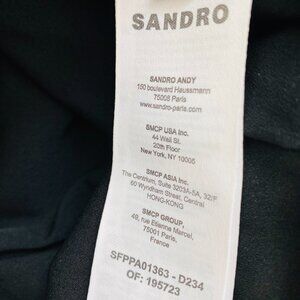 SANDRO
SANDRO ANDY
150 boulevard Haussmann
75008 Paris
www.sandro-paris.com
SMCP USA Inc.
44 Wall St.
20th Floor
New York, NY 10005
SMCP ASIA Inc.
The Centrium, Suite 3203A-5A, 32/F
60 Wyndham Street, Central
HONG-KONG
SMCP GROUP,
49, rue Etienne Marcel,
75001 Paris,
France
SFPPA01363 - D234
OF: 195723